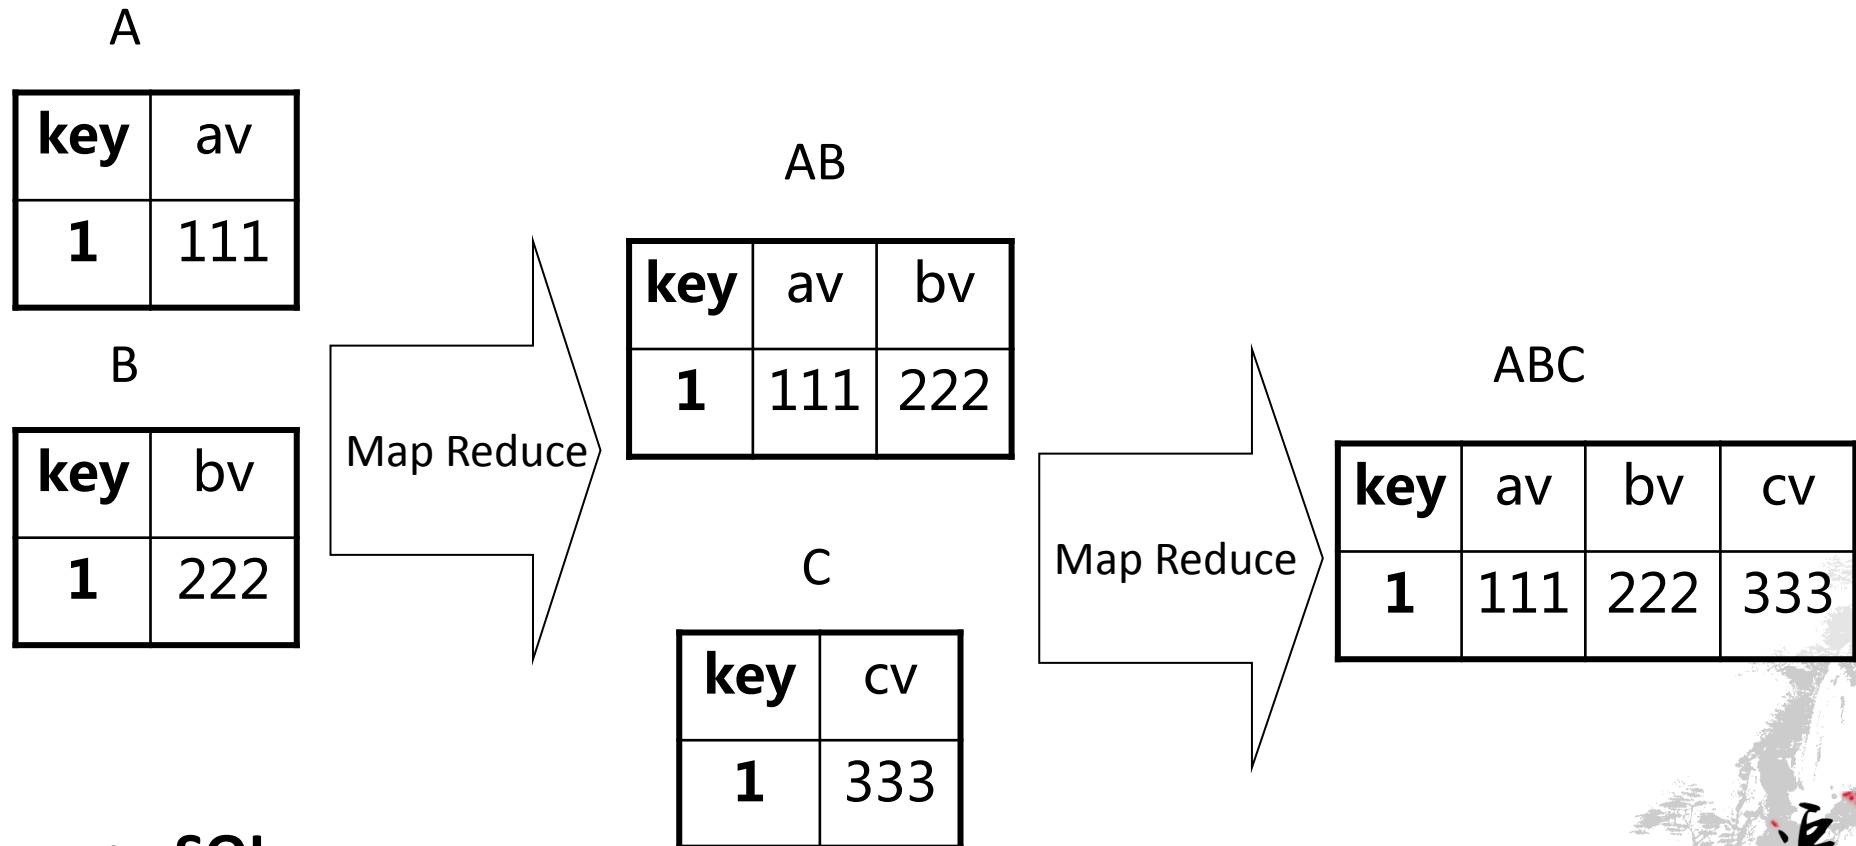 A
key av
1 111
B
key bv
1 222
Map Reduce
AB
key av bv
1 111 222
C
key cv
1 333
Map Reduce
ABC
key av bv cv
1 111 222 333